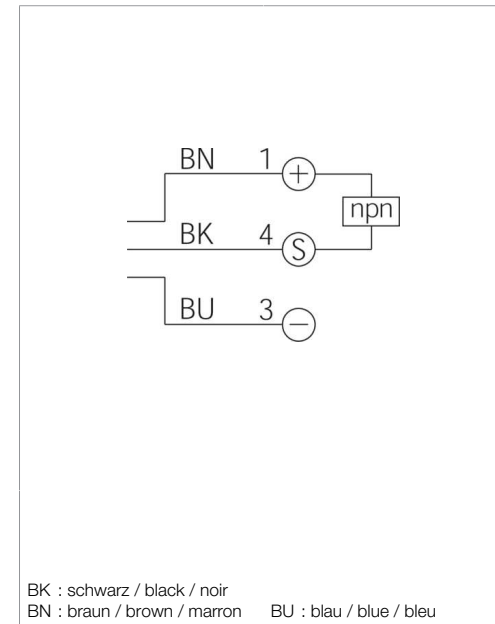 BN 1 +
npn
BK 4 S
BU 3 −
BK : schwarz / black / noir
BN : braun / brown / marron BU : blau / blue / bleu